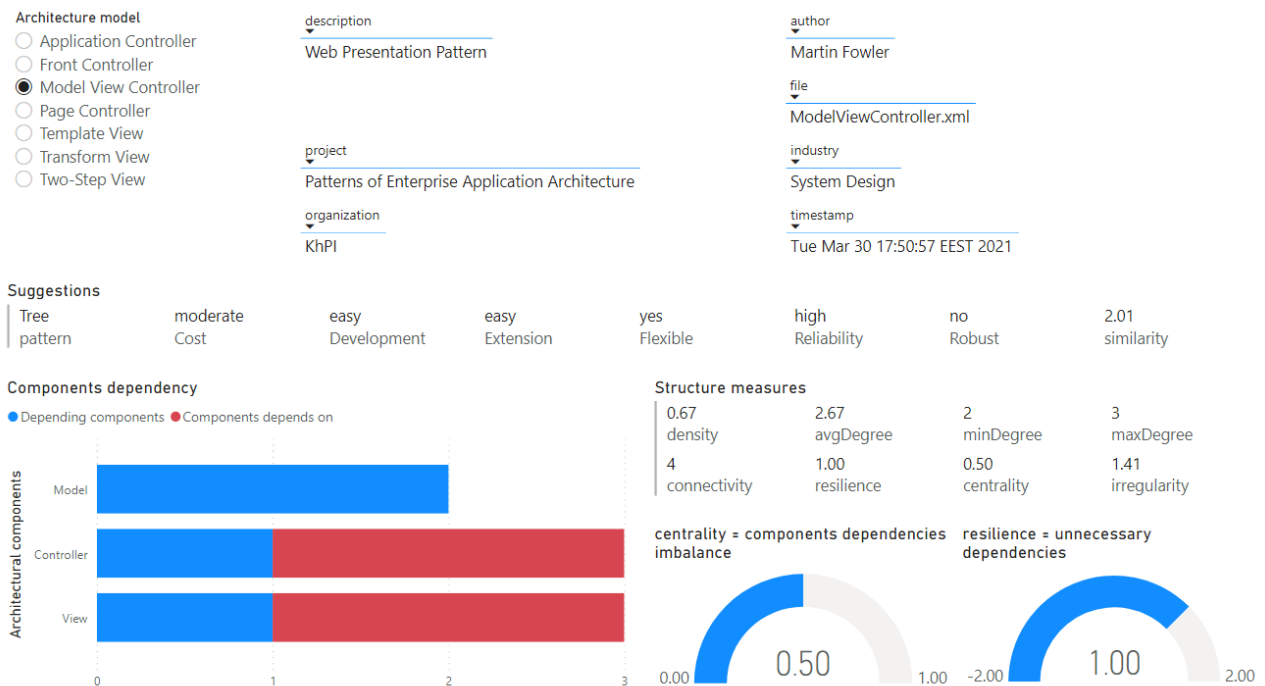 Architecture model
Application Controller
Front Controller
Model View Controller
Page Controller
Template View
Transform View
Two-Step View
description
Web Presentation Pattern
project
Patterns of Enterprise Application Architecture
organization
KhPI
author
Martin Fowler
file
ModelViewController.xml
industry
System Design
timestamp
Tue Mar 30 17:50:57 EEST 2021
Suggestions
Tree moderate easy easy yes high no 2.01
pattern Cost Development Extension Flexible Reliability Robust similarity
Components dependency
Depending components Components depends on
Architectural components
Model
Controller
View
0 1 2 3
Structure measures
0.67 2.67 2 3
density avgDegree minDegree maxDegree
4 1.00 0.50 1.41
connectivity resilience centrality irregularity
centrality = components dependencies
imbalance
0.50
0.00 1.00
resilience = unnecessary
dependencies
1.00
-2.00 2.00